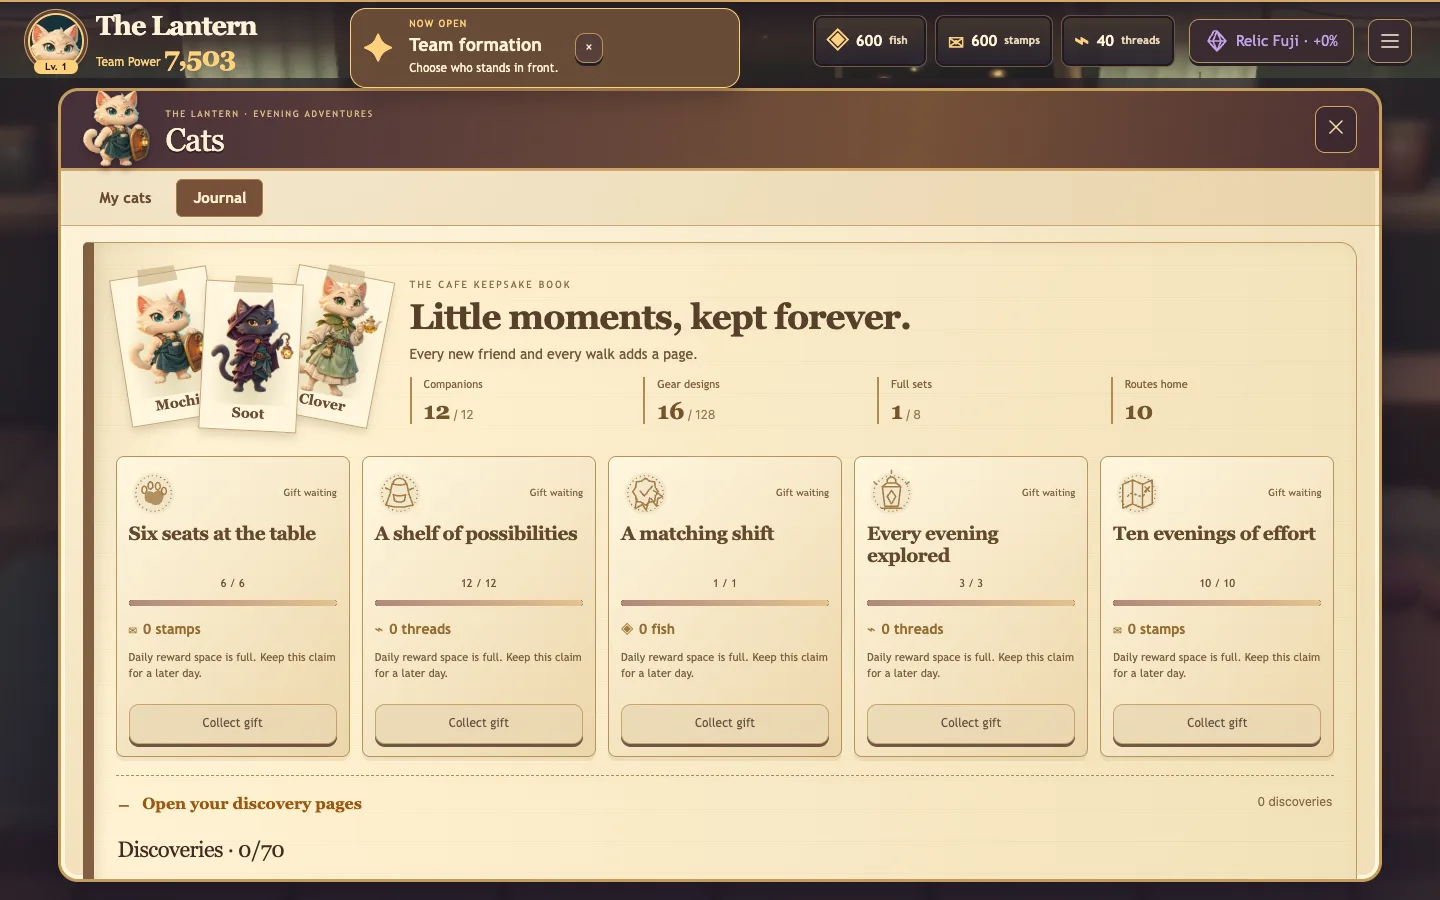 The Lantern
Lv. 1
Team Power 7,503
NOW OPEN
Team formation
Choose who stands in front.
×
600 fish
600 stamps
40 threads
Relic Fuji · +0%
THE LANTERN · EVENING ADVENTURES
Cats
My cats
Journal
Mochi
Soot
Clover
THE CAFE KEEPSAKE BOOK
Little moments, kept forever.
Every new friend and every walk adds a page.
Companions
12 / 12
Gear designs
16 / 128
Full sets
1 / 8
Routes home
10
Gift waiting
Six seats at the table
6 / 6
0 stamps
Daily reward space is full. Keep this claim
for a later day.
Collect gift
Gift waiting
A shelf of possibilities
12 / 12
0 threads
Daily reward space is full. Keep this claim
for a later day.
Collect gift
Gift waiting
A matching shift
1 / 1
0 fish
Daily reward space is full. Keep this claim
for a later day.
Collect gift
Gift waiting
Every evening
explored
3 / 3
0 threads
Daily reward space is full. Keep this claim
for a later day.
Collect gift
Gift waiting
Ten evenings of effort
10 / 10
0 stamps
Daily reward space is full. Keep this claim
for a later day.
Collect gift
– Open your discovery pages
0 discoveries
Discoveries · 0/70